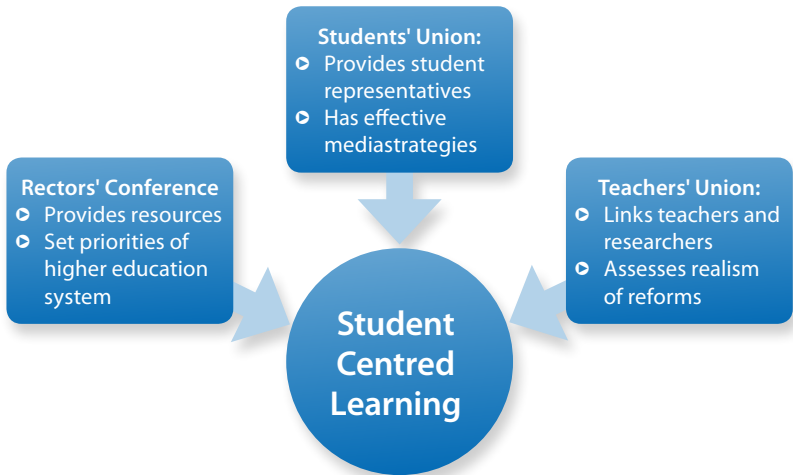 Students' Union:
Provides student
representatives
Has effective
mediastrategies
Rectors' Conference
Provides resources
Set priorities of
higher education
system
Teachers' Union:
Links teachers and
researchers
Assesses realism
of reforms
Student
Centred
Learning